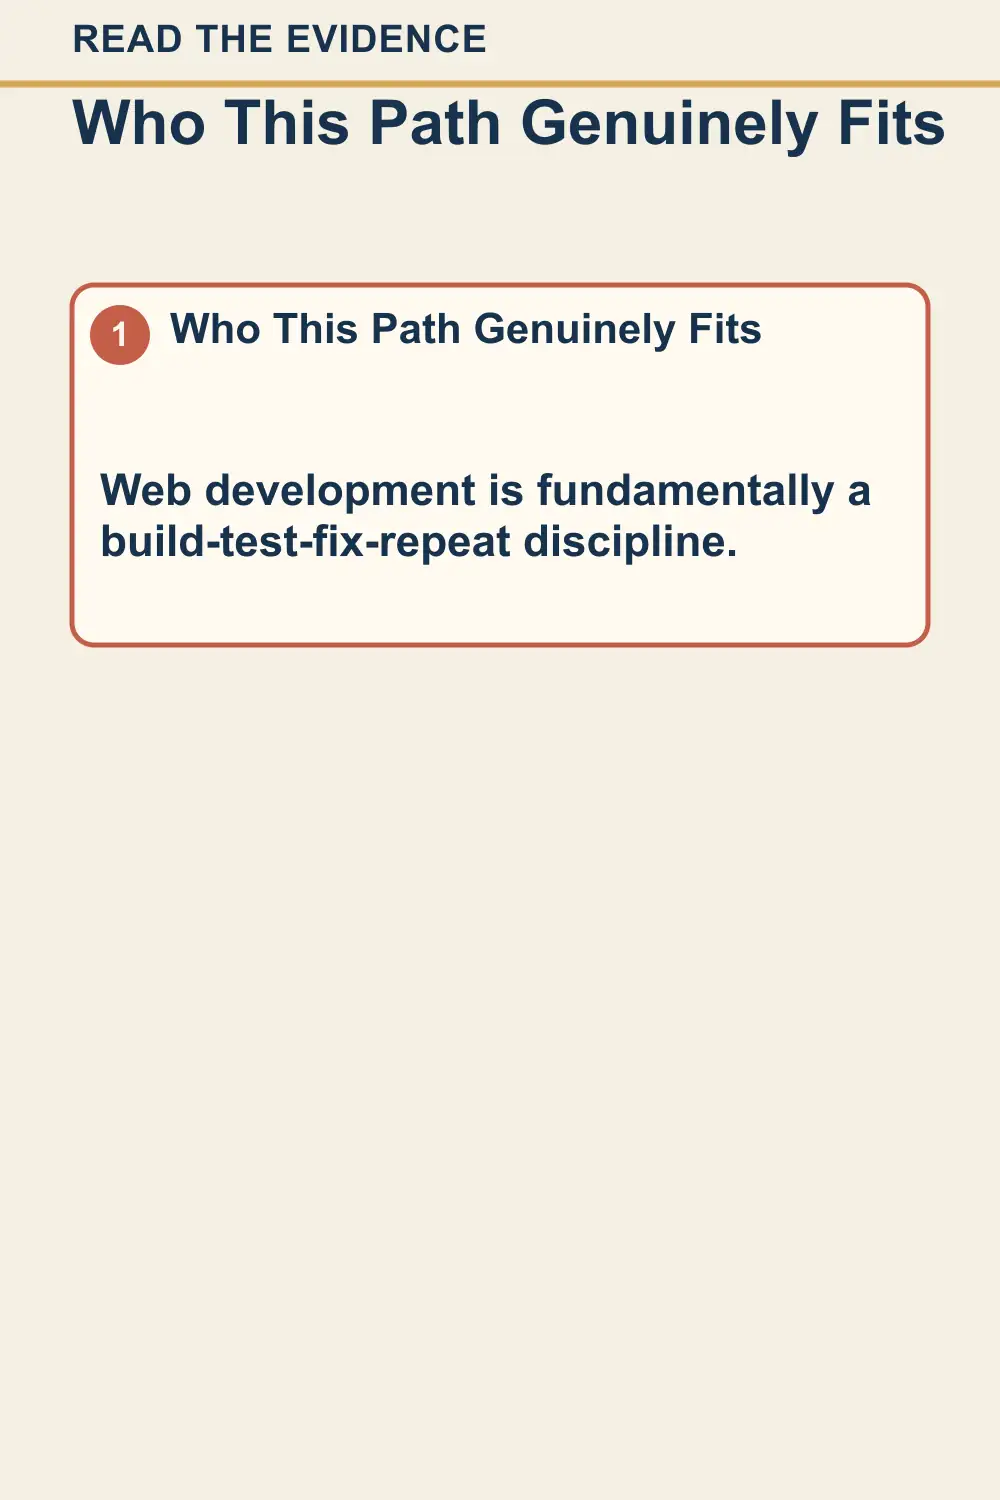 READ THE EVIDENCE
Who This Path Genuinely Fits
1 Who This Path Genuinely Fits
Web development is fundamentally a
build-test-fix-repeat discipline.